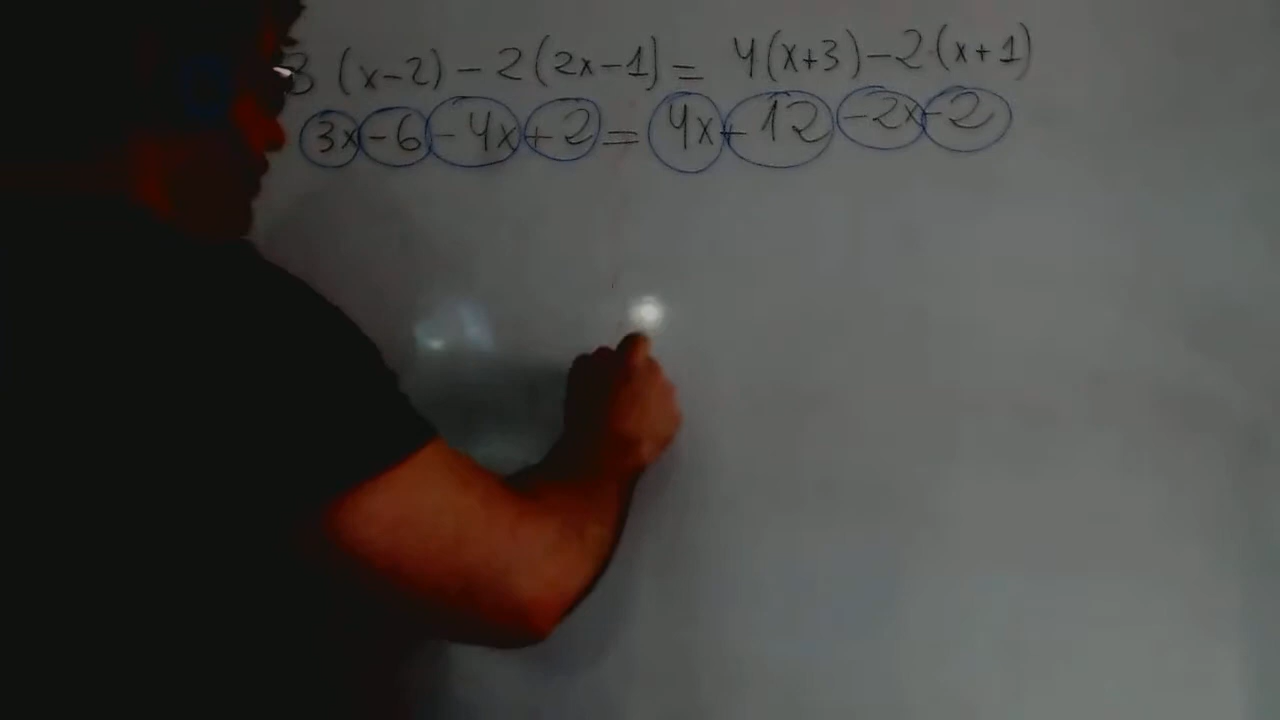 3 (x-2) - 2 (2x-1) = 4(x+3) - 2·(x+1)
3x - 6 - 4x + 2 = 4x + 12 - 2x - 2